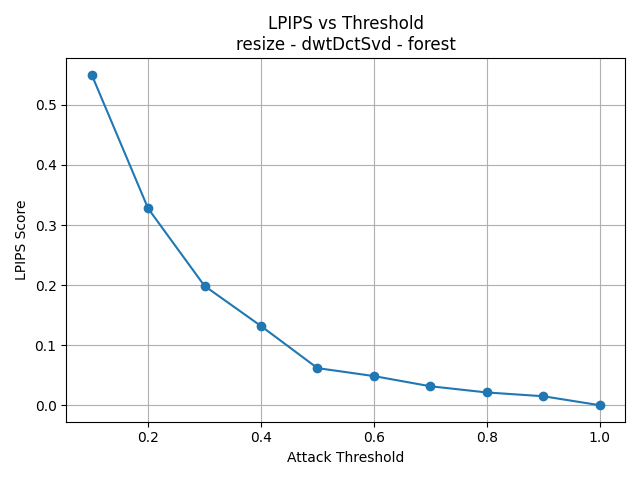 LPIPS vs Threshold
resize - dwtDctSvd - forest
LPIPS Score
0.5
0.4
0.3
0.2
0.1
0.0
0.2 0.4 0.6 0.8 1.0
Attack Threshold